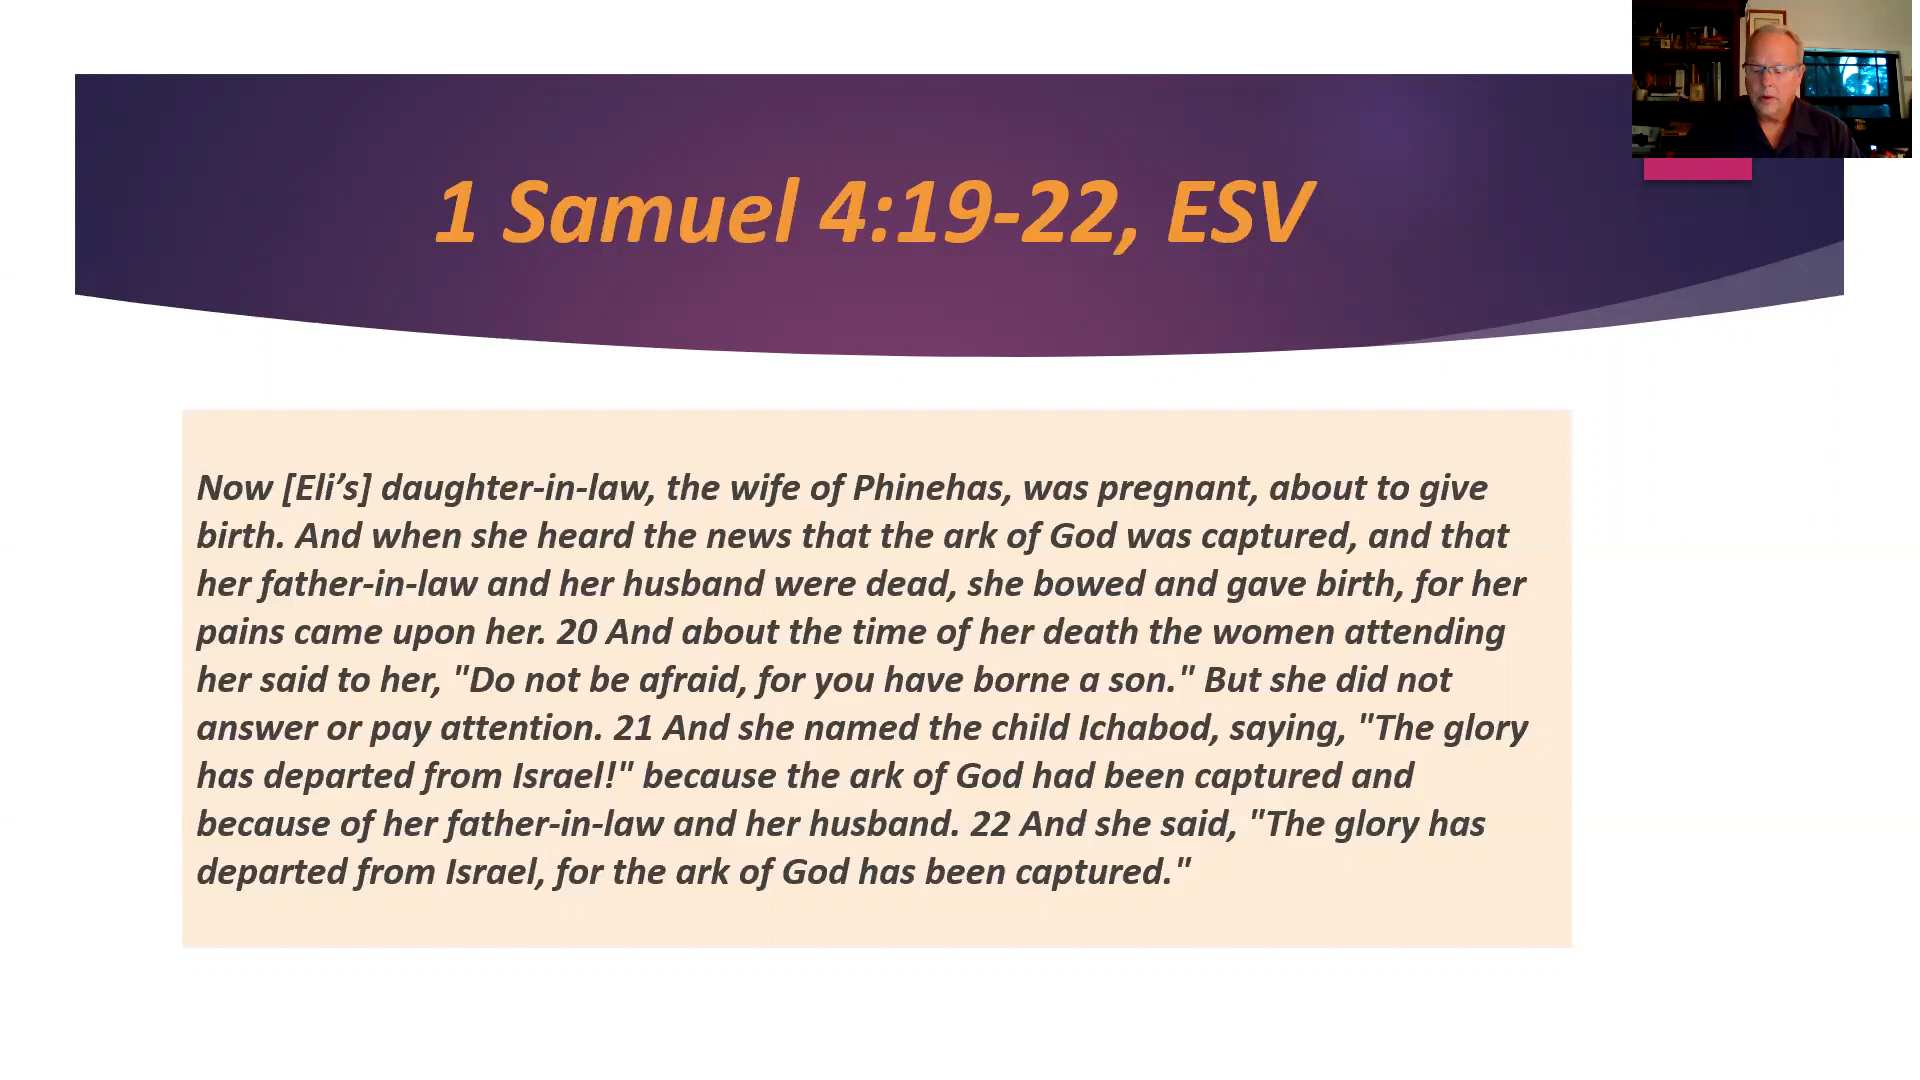 1 Samuel 4:19-22, ESV
Now [Eli’s] daughter-in-law, the wife of Phinehas, was pregnant, about to give
birth. And when she heard the news that the ark of God was captured, and that
her father-in-law and her husband were dead, she bowed and gave birth, for her
pains came upon her. 20 And about the time of her death the women attending
her said to her, "Do not be afraid, for you have borne a son." But she did not
answer or pay attention. 21 And she named the child Ichabod, saying, "The glory
has departed from Israel!" because the ark of God had been captured and
because of her father-in-law and her husband. 22 And she said, "The glory has
departed from Israel, for the ark of God has been captured."